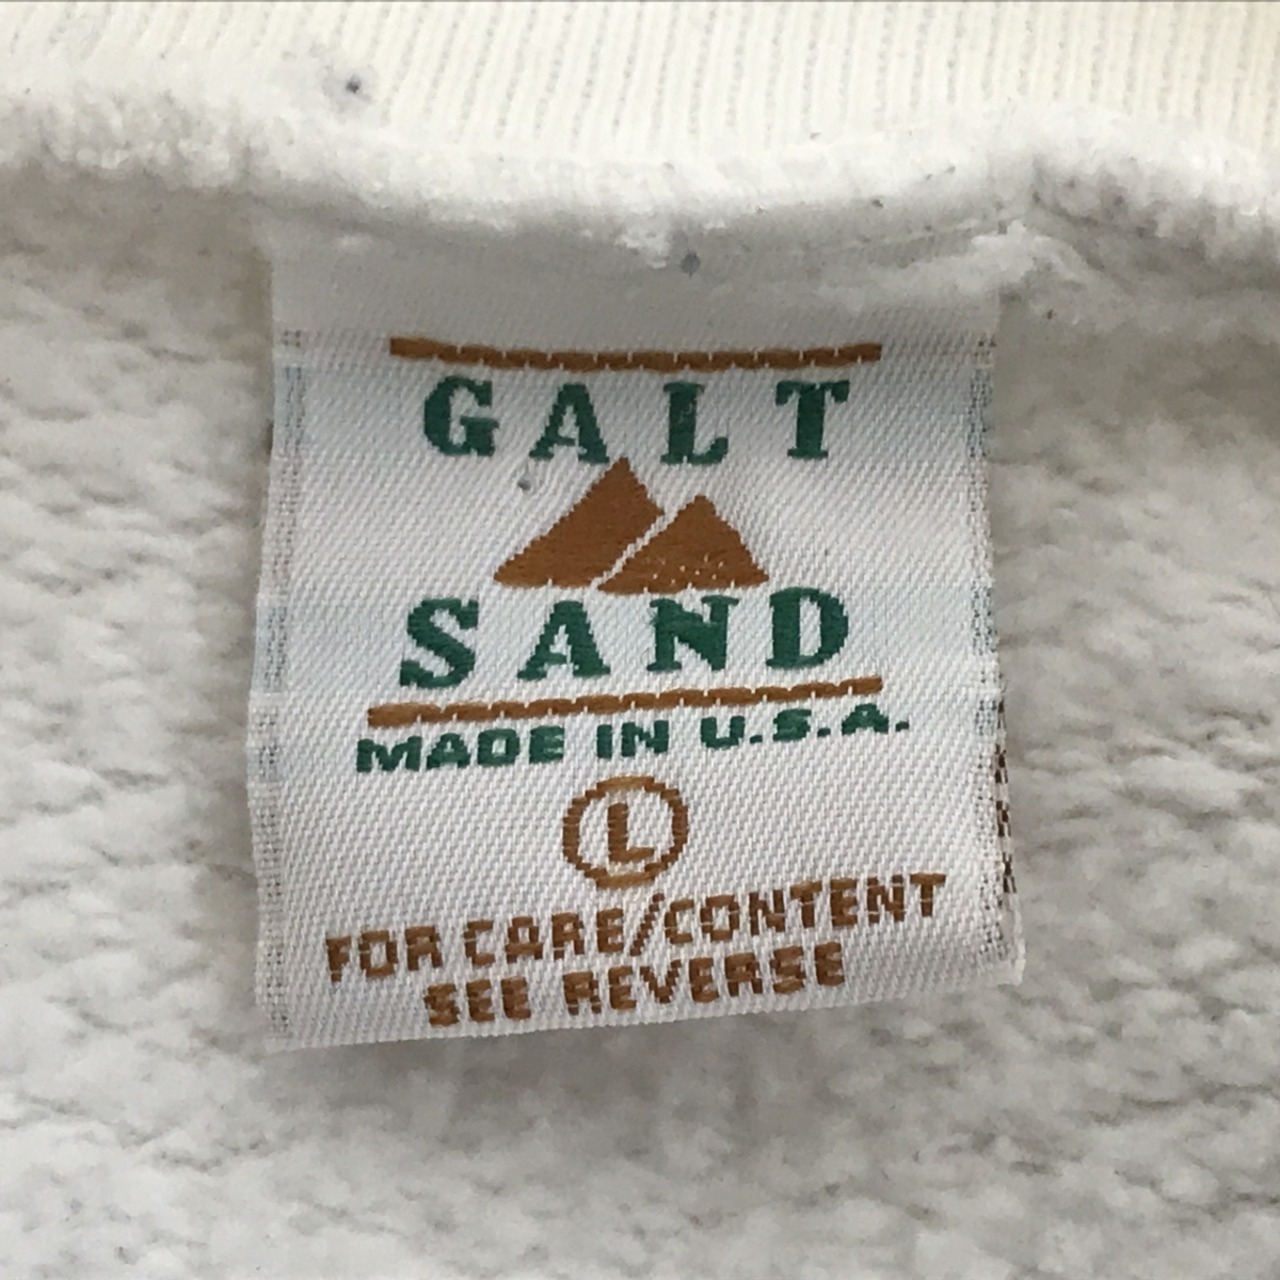 GALT
SAND
MADE IN U.S.A.
L
FOR CARE/CONTENT
SEE REVERSE